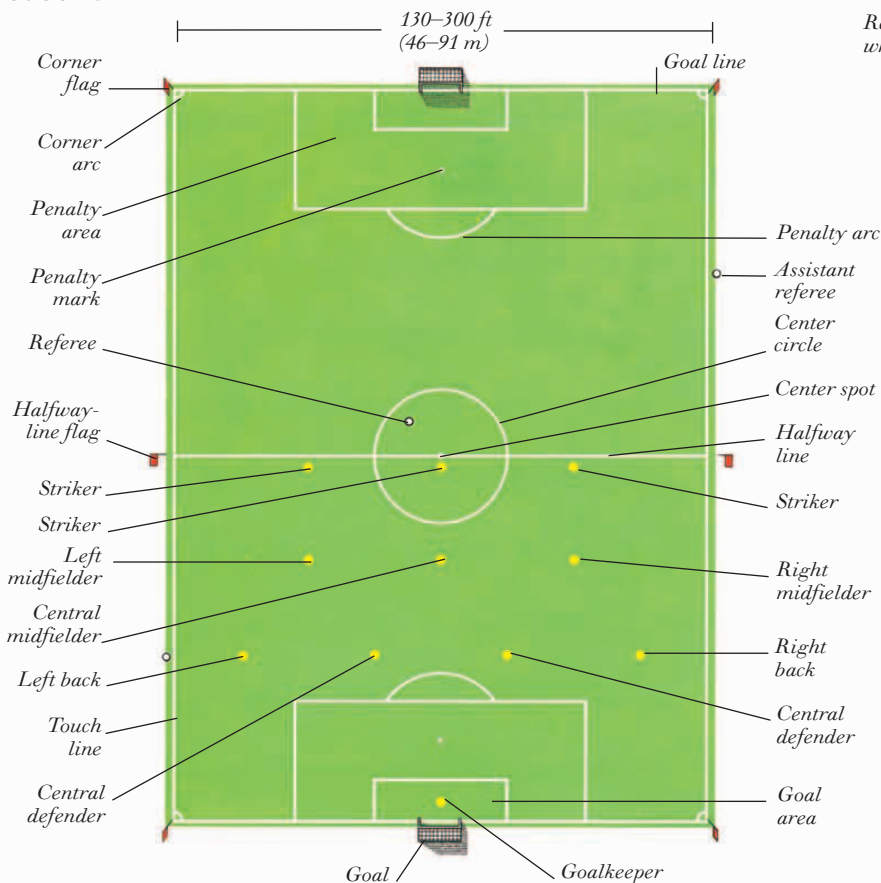 130–300 ft
(46–91 m)
Corner
flag
Goal line
Corner
arc
Penalty
area
Penalty arc
Penalty
mark
Assistant
referee
Referee
Center
circle
Center spot
Halfway-
line flag
Halfway
line
Striker
Striker
Striker
Left
midfielder
Right
midfielder
Central
midfielder
Left back
Right
back
Touch
line
Central
defender
Central
defender
Goal
area
Goal
Goalkeeper